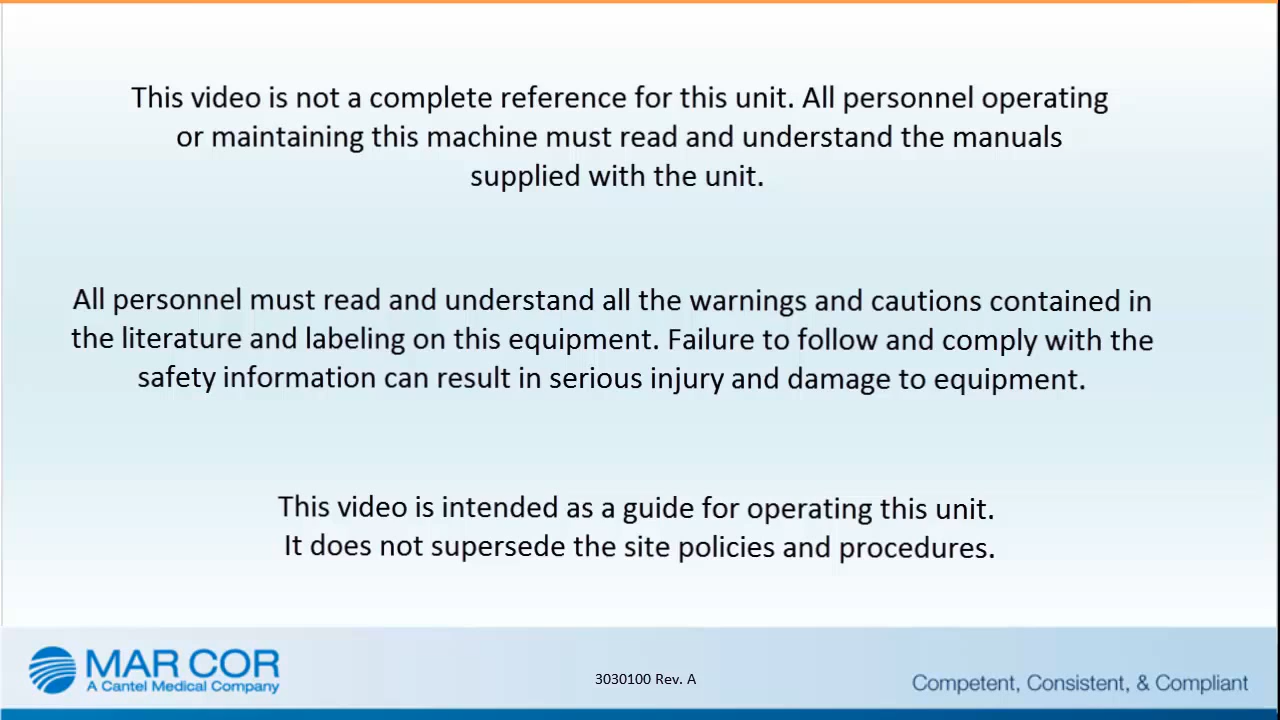 This video is not a complete reference for this unit. All personnel operating
or maintaining this machine must read and understand the manuals
supplied with the unit.
All personnel must read and understand all the warnings and cautions contained in
the literature and labeling on this equipment. Failure to follow and comply with the
safety information can result in serious injury and damage to equipment.
This video is intended as a guide for operating this unit.
It does not supersede the site policies and procedures.
MAR COR
A Cantel Medical Company
3030100 Rev. A
Competent, Consistent, & Compliant